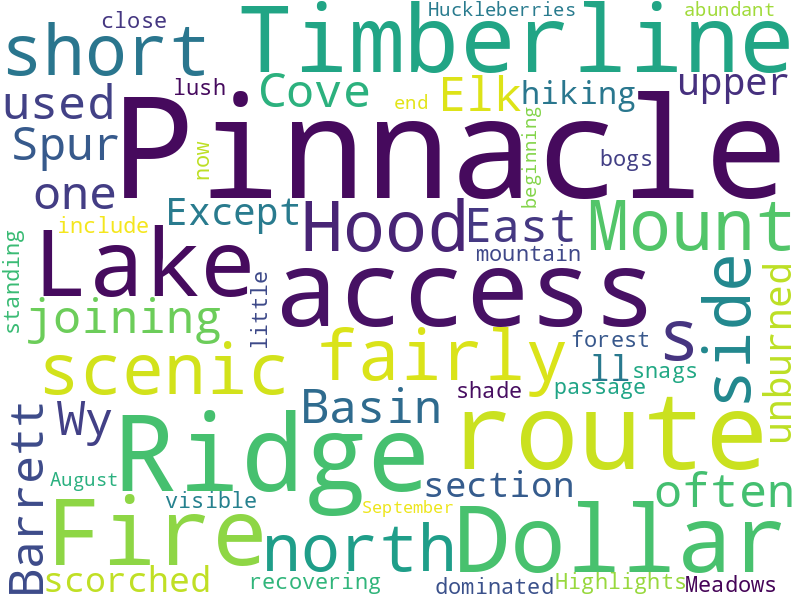 close
Huckleberries
abundant
short
Timberline
used
lush
Cove
end
Elk
hiking
upper
Pinnacle
Spur
now
beginning
bogs
one
Except
include
Hood
East
Mount
mountain
standing
Lake
little
access
side
unburned
joining
scenic
fairly
s
forest
ll
snags
shade
passage
Barrett
Wy
Ridge
Basin
route
August
visible
section
often
September
Fire
north
Dollar
scorched
recovering
dominated
Highlights
Meadows